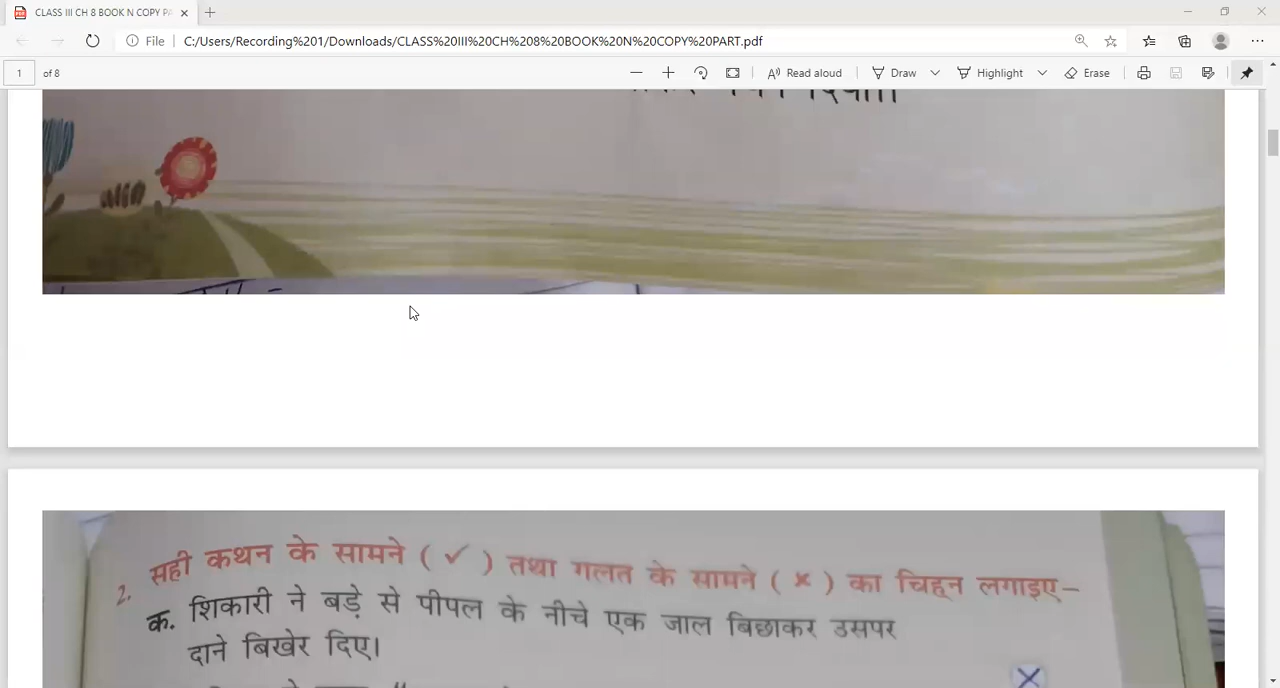 CLASS III CH 8 BOOK N COPY PA
File C:/Users/Recording%201/Downloads/CLASS%20III%20CH%208%20BOOK%20N%20COPY%20PART.pdf
1 of 8 Read aloud Draw Highlight Erase
2. सही कथन के सामने ( ✓ ) तथा गलत के सामने ( × ) का चिह्न लगाइए–
क. शिकारी ने बड़े से पीपल के नीचे एक जाल बिछाकर उसपर
दाने बिखेर दिए।